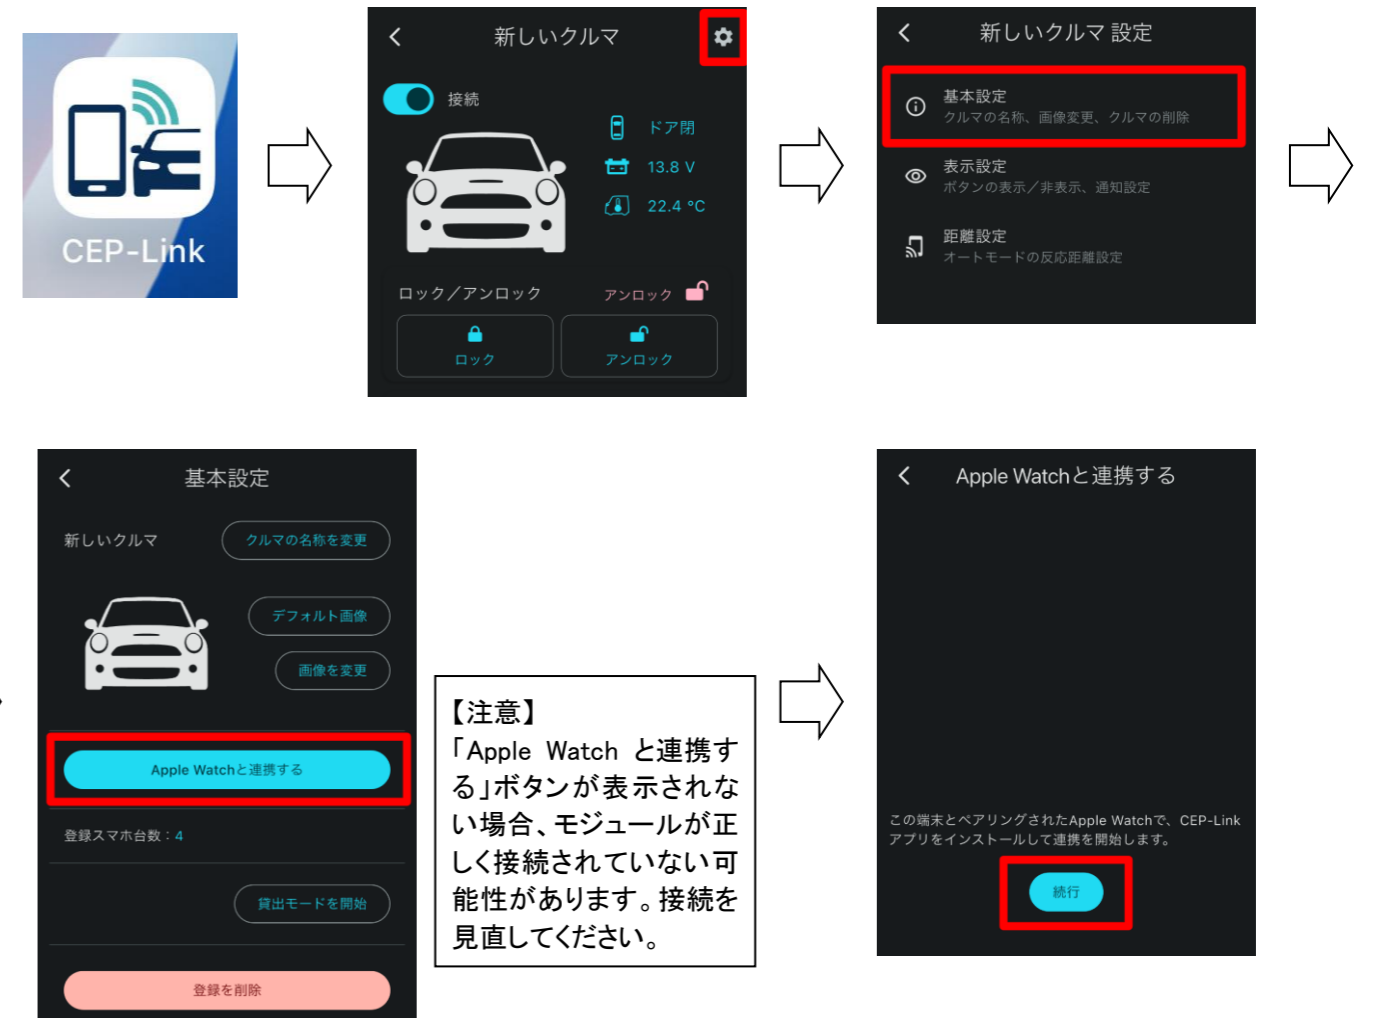 CEP-Link
新しいクルマ
接続
ドア閉
13.8 V
22.4 °C
ロック／アンロック
アンロック
ロック
アンロック
新しいクルマ 設定
基本設定
クルマの名称、画像変更、クルマの削除
表示設定
ボタンの表示／非表示、通知設定
距離設定
オートモードの反応距離設定
基本設定
新しいクルマ
クルマの名称を変更
デフォルト画像
画像を変更
Apple Watchと連携する
登録スマホ台数：4
貸出モードを開始
登録を削除
【注意】
「Apple Watch と連携す
る」ボタンが表示されな
い場合、モジュールが正
しく接続されていない可
能性があります。接続を
見直してください。
Apple Watchと連携する
この端末とペアリングされたApple Watchで、CEP-Link
アプリをインストールして連携を開始します。
続行